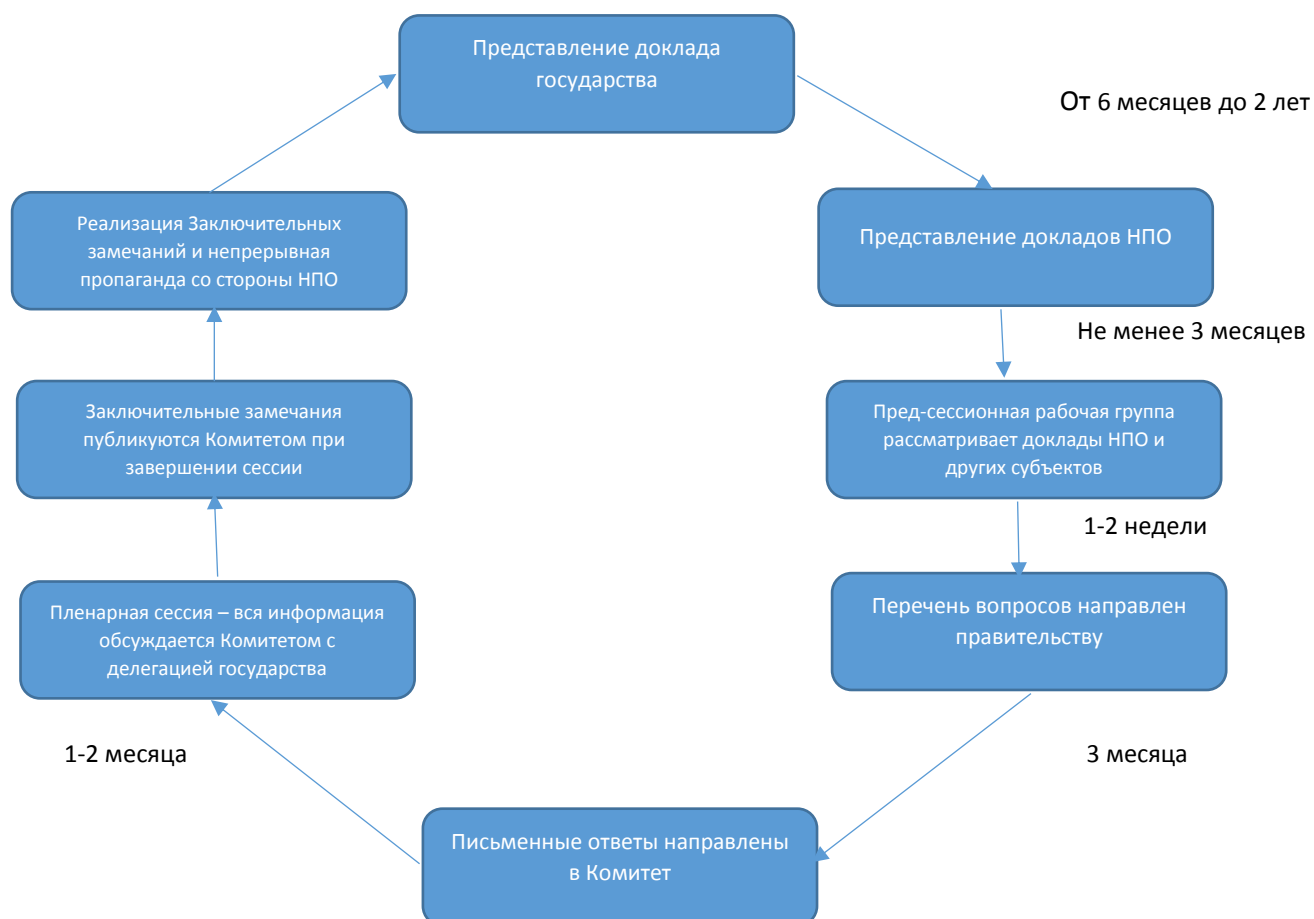 Представление доклада
государства
От 6 месяцев до 2 лет
Представление докладов НПО
Не менее 3 месяцев
Пред-сессионная рабочая группа
рассматривает доклады НПО и
других субъектов
1-2 недели
Перечень вопросов направлен
правительству
3 месяца
Письменные ответы направлены
в Комитет
1-2 месяца
Пленарная сессия – вся информация
обсуждается Комитетом с
делегацией государства
Заключительные замечания
публикуются Комитетом при
завершении сессии
Реализация Заключительных
замечаний и непрерывная
пропаганда со стороны НПО